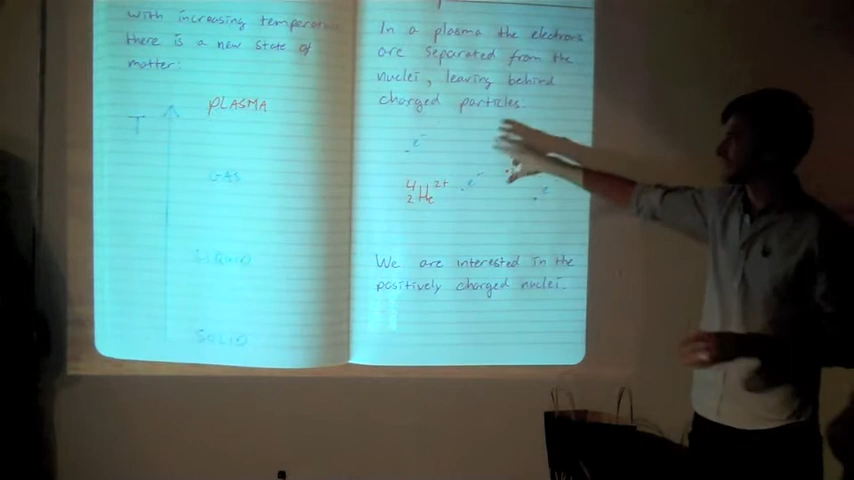 with increasing temperature
there is a new state of
matter:
PLASMA
T
GAS
LIQUID
SOLID
In a plasma the electrons
are separated from the
nuclei, leaving behind
charged particles.
e⁻
⁴₂He²⁺ e⁻
e
We are interested in the
positively charged nuclei.